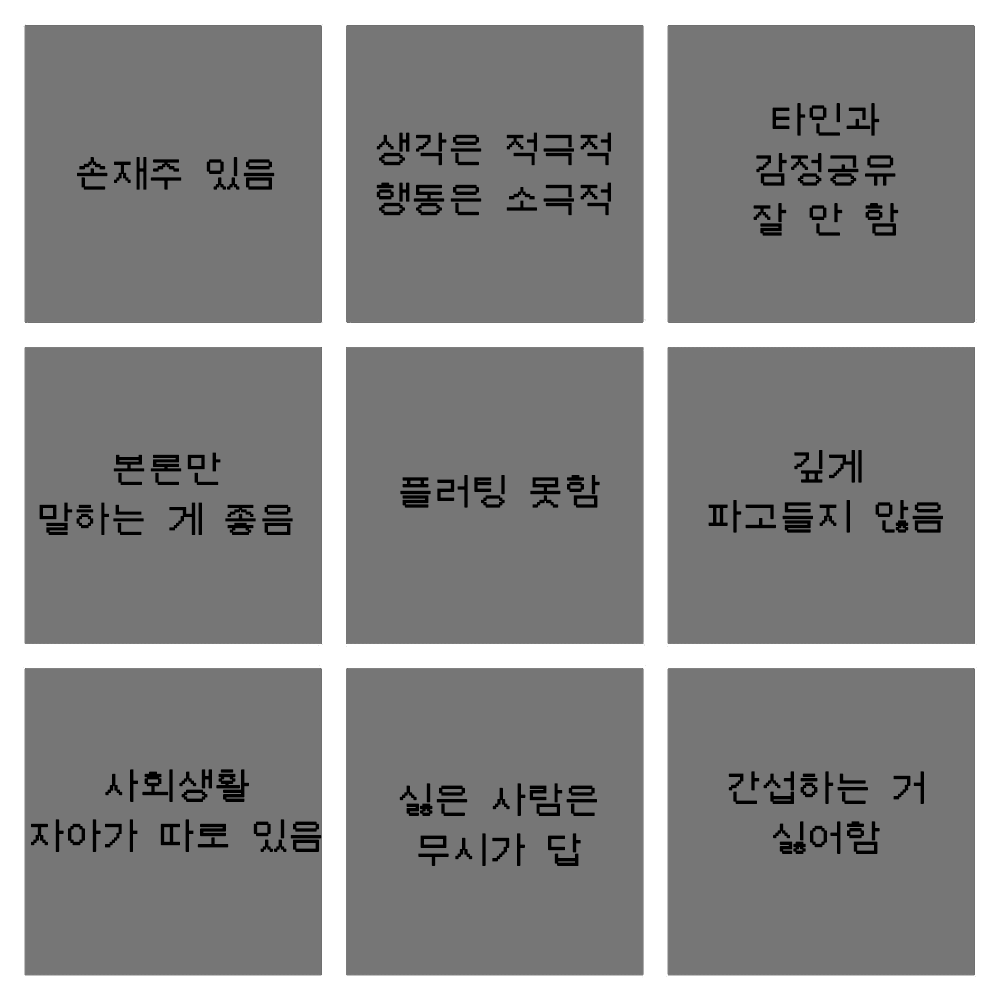 손재주 있음
생각은 적극적
행동은 소극적
타인과
감정공유
잘 안 함
본론만
말하는 게 좋음
플러팅 못함
깊게
파고들지 않음
사회생활
자아가 따로 있음
싫은 사람은
무시가 답
간섭하는 거
싫어함